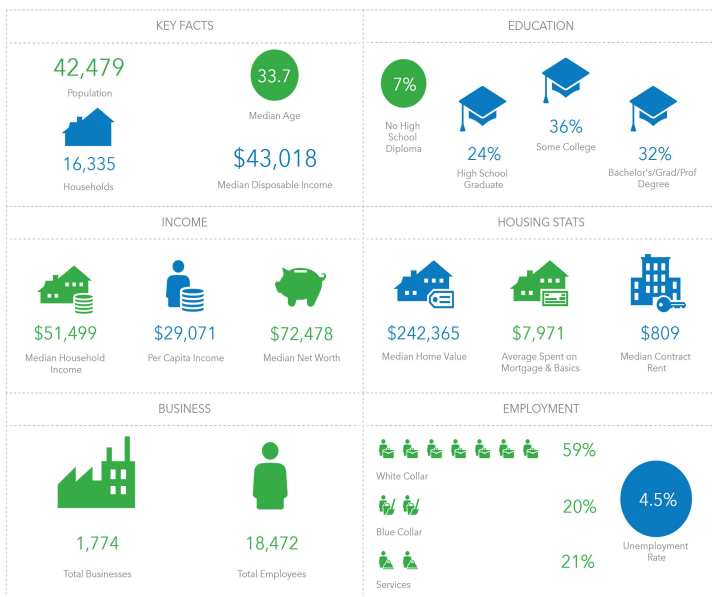 KEY FACTS
42,479
Population
33.7
Median Age
16,335
Households
$43,018
Median Disposable Income
EDUCATION
7%
No High
School
Diploma
24%
High School
Graduate
36%
Some College
32%
Bachelor's/Grad/Prof
Degree
INCOME
$51,499
Median Household
Income
$29,071
Per Capita Income
$72,478
Median Net Worth
HOUSING STATS
$242,365
Median Home Value
$7,971
Average Spent on
Mortgage & Basics
$809
Median Contract
Rent
BUSINESS
1,774
Total Businesses
18,472
Total Employees
EMPLOYMENT
59%
White Collar
20%
Blue Collar
21%
Services
4.5%
Unemployment
Rate